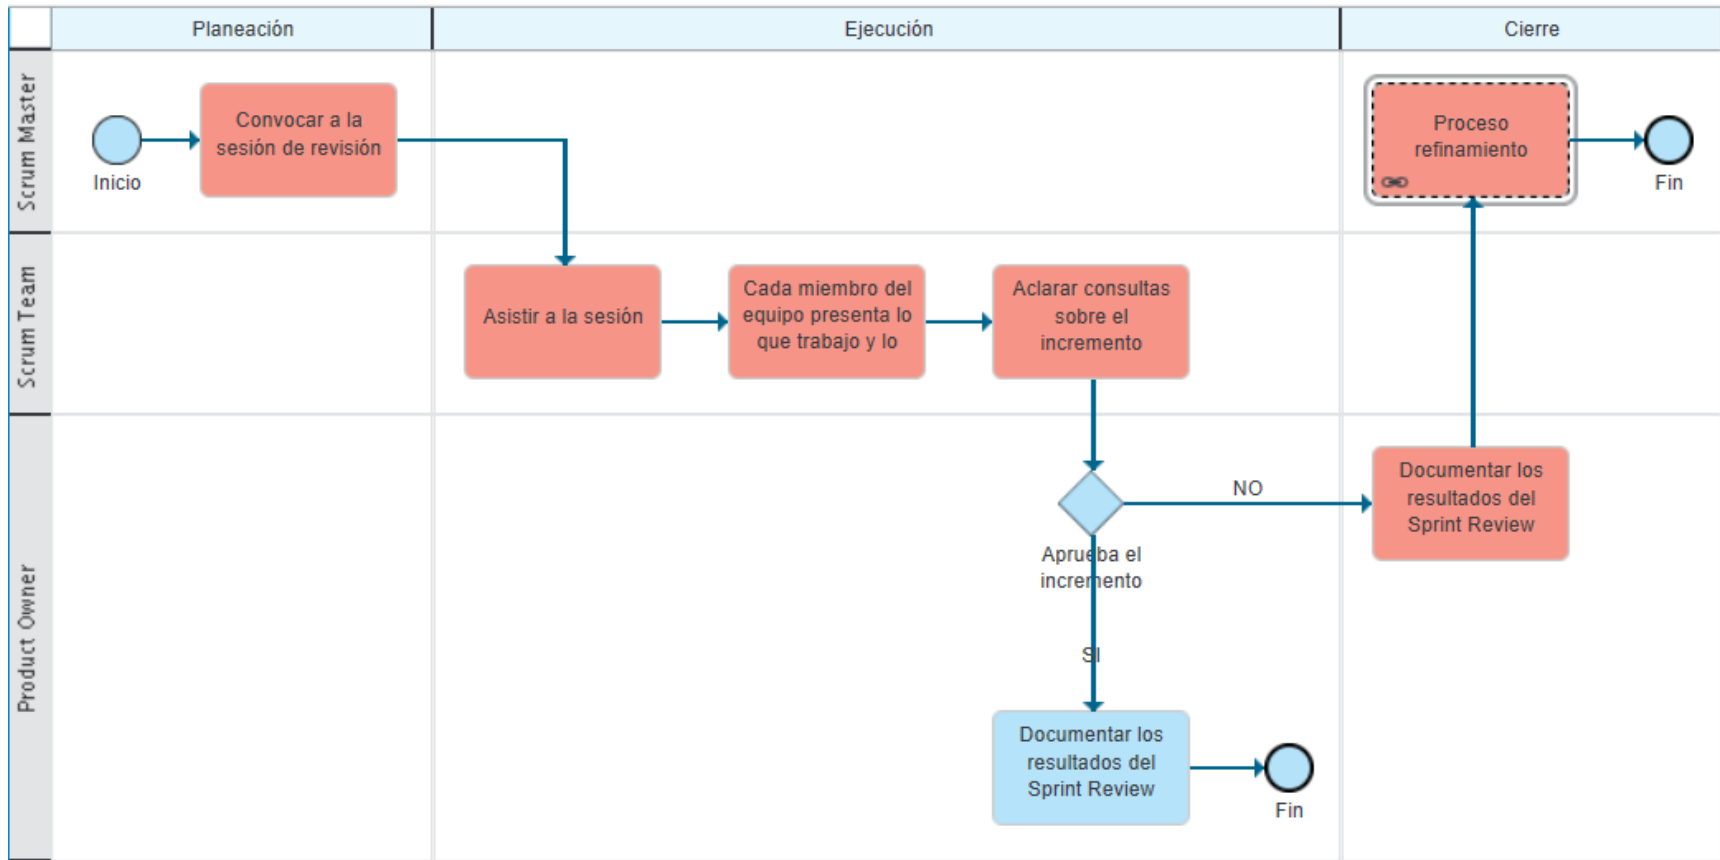 Planeación
Ejecución
Cierre
Scrum Master
Inicio
Convocar a la
sesión de revisión
Proceso
refinamiento
Fin
Scrum Team
Asistir a la sesión
Cada miembro del
equipo presenta lo
que trabajo y lo
Aclarar consultas
sobre el
incremento
Product Owner
Aprueba el
incremento
NO
SI
Documentar los
resultados del
Sprint Review
Documentar los
resultados del
Sprint Review
Fin